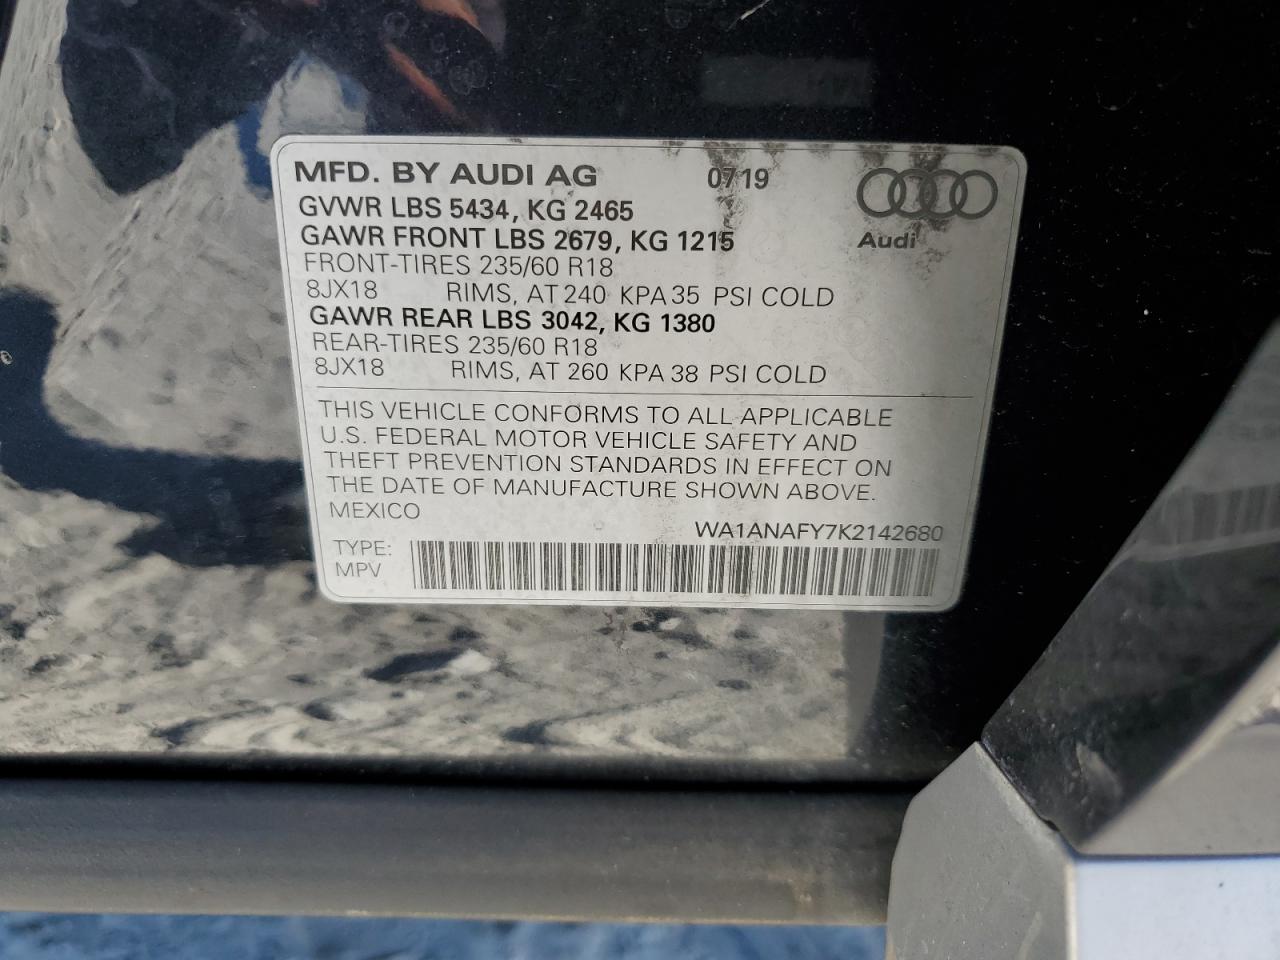 MFD. BY AUDI AG 07 19
GVWR LBS 5434, KG 2465
GAWR FRONT LBS 2679, KG 1215
Audi
FRONT-TIRES 235/60 R18
8JX18 RIMS, AT 240 KPA 35 PSI COLD
GAWR REAR LBS 3042, KG 1380
REAR-TIRES 235/60 R18
8JX18 RIMS, AT 260 KPA 38 PSI COLD
THIS VEHICLE CONFORMS TO ALL APPLICABLE
U.S. FEDERAL MOTOR VEHICLE SAFETY AND
THEFT PREVENTION STANDARDS IN EFFECT ON
THE DATE OF MANUFACTURE SHOWN ABOVE.
MEXICO
WA1ANAFY7K2142680
TYPE:
MPV